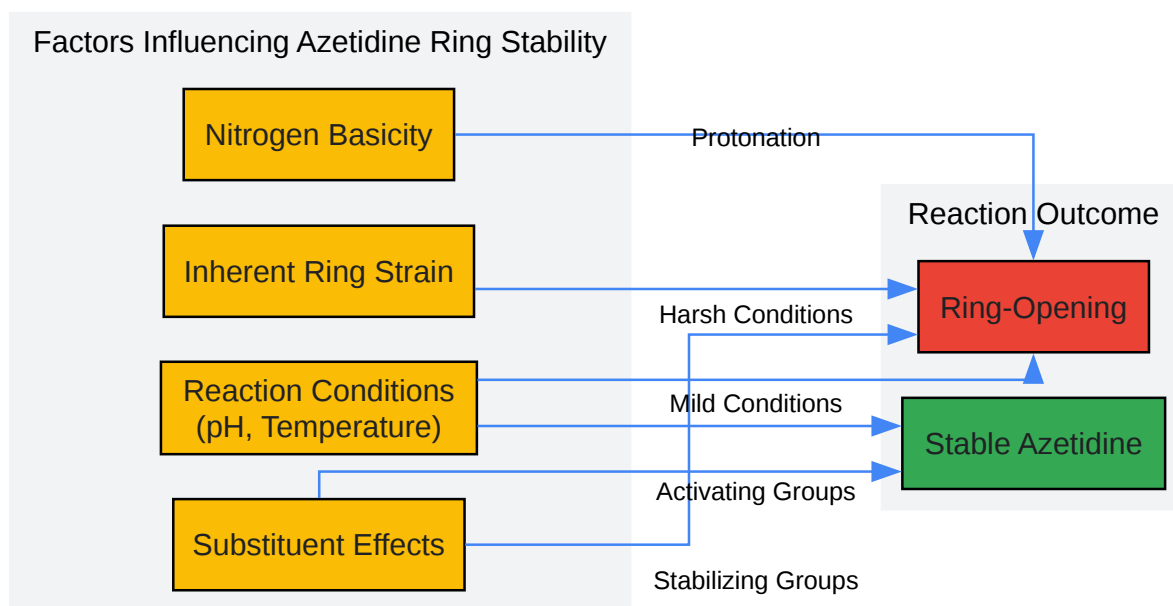 Factors Influencing Azetidine Ring Stability
Nitrogen Basicity
Protonation
Reaction Outcome
Inherent Ring Strain
Ring-Opening
Harsh Conditions
Reaction Conditions
(pH, Temperature)
Mild Conditions
Stable Azetidine
Activating Groups
Substituent Effects
Stabilizing Groups